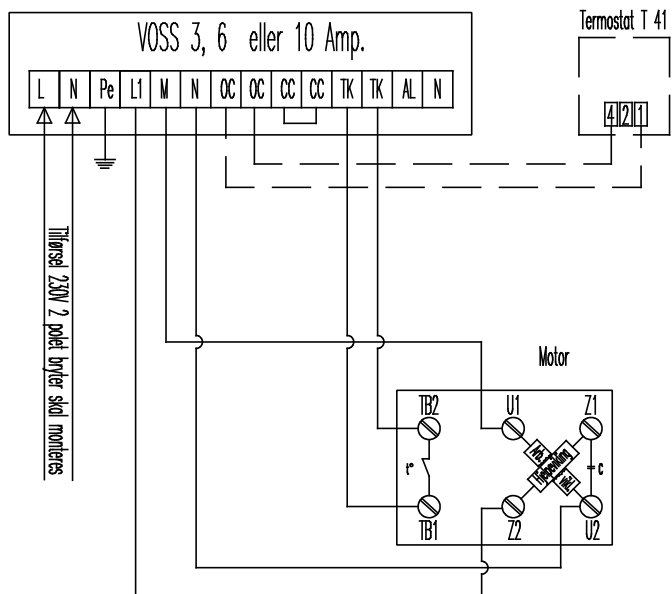 VOSS 3, 6 eller 10 Amp.
L N Pe L1 M N OC OC CC CC TK TK AL N
Termostat T 41
4 2 1
Tilførsel 230V 2 polet bryter skal monteres
Motor
TB2 U1 Z1
t° Hjelpevikling c
TB1 Z2 U2